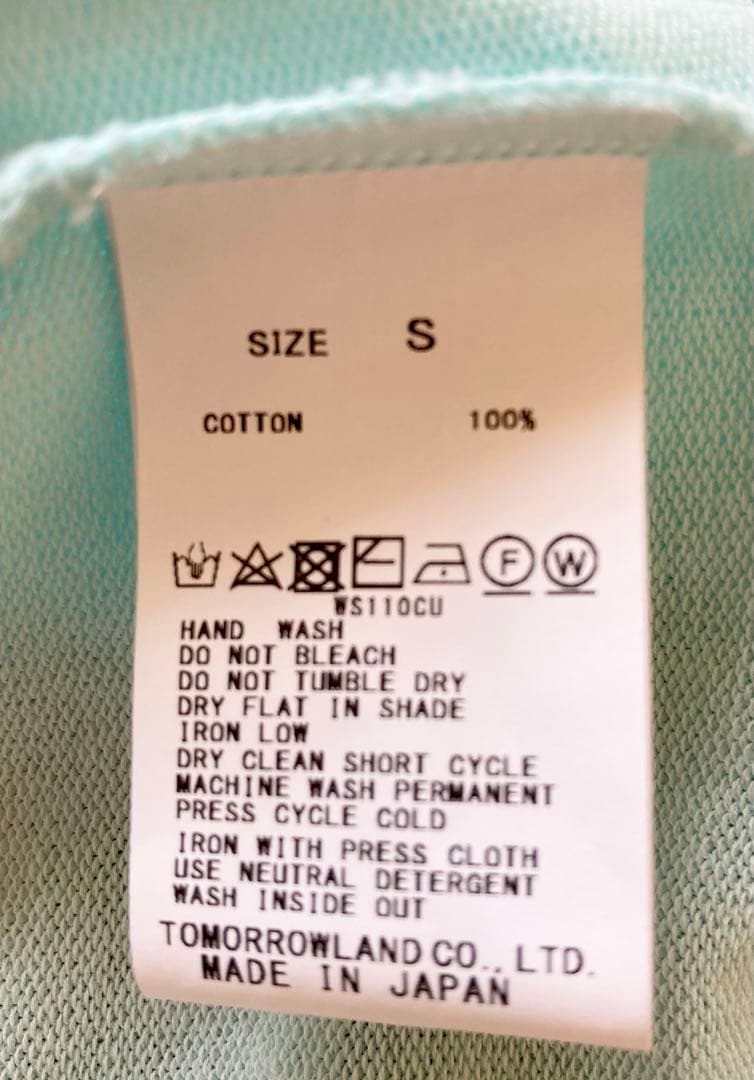 SIZE S
COTTON 100%
F W
WS110CU
HAND WASH
DO NOT BLEACH
DO NOT TUMBLE DRY
DRY FLAT IN SHADE
IRON LOW
DRY CLEAN SHORT CYCLE
MACHINE WASH PERMANENT
PRESS CYCLE COLD
IRON WITH PRESS CLOTH
USE NEUTRAL DETERGENT
WASH INSIDE OUT
TOMORROWLAND CO., LTD.
MADE IN JAPAN